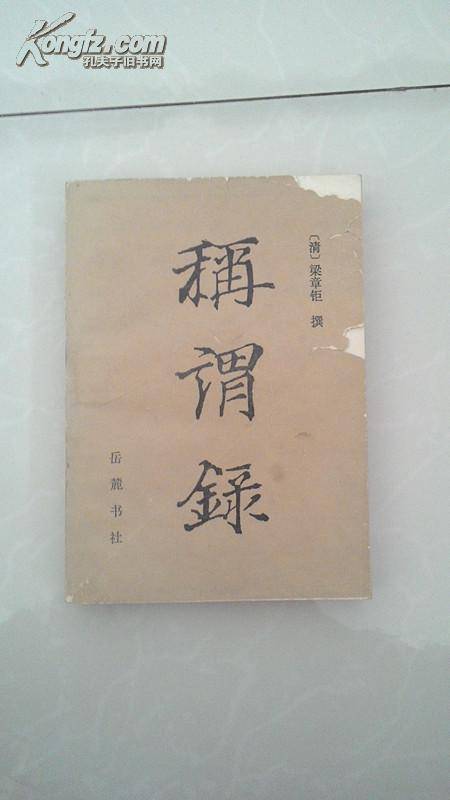 Kongfz.com
孔夫子旧书网
〔清〕梁章钜 撰
稱謂錄
岳麓书社